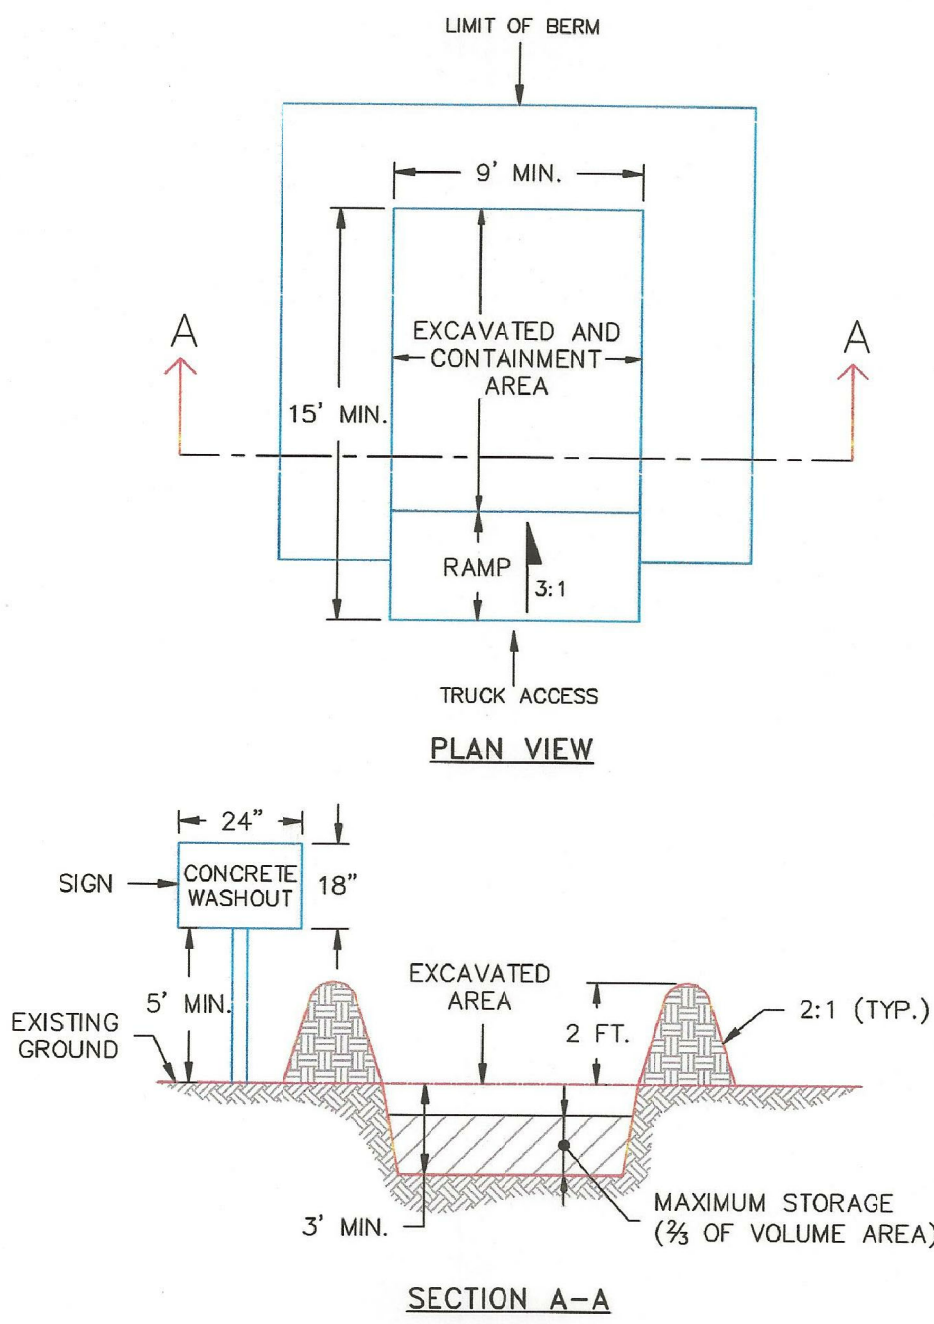 LIMIT OF BERM
9' MIN.
A
A
EXCAVATED AND
CONTAINMENT
AREA
15' MIN.
RAMP
3:1
TRUCK ACCESS
PLAN VIEW
24"
SIGN
CONCRETE
WASHOUT
18"
EXCAVATED
AREA
5' MIN.
2 FT.
2:1 (TYP.)
EXISTING
GROUND
3' MIN.
MAXIMUM STORAGE
(⅔ OF VOLUME AREA)
SECTION A-A